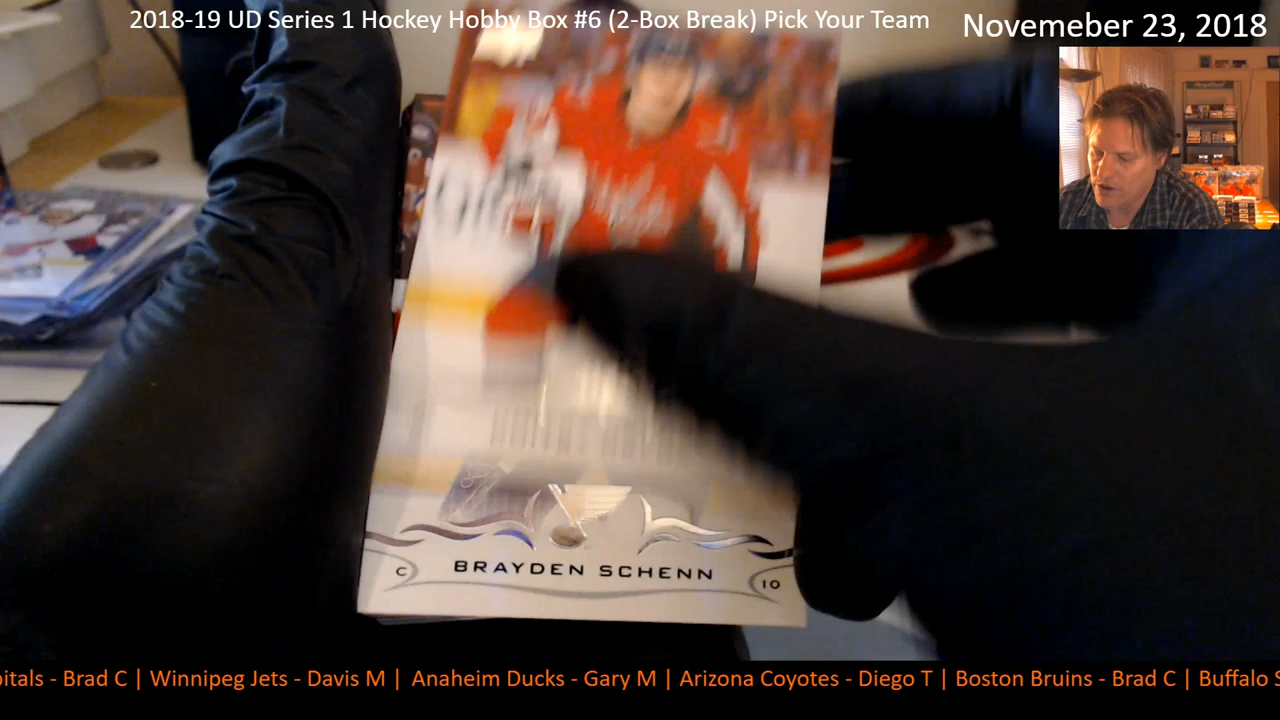 2018-19 UD Series 1 Hockey Hobby Box #6 (2-Box Break) Pick Your Team
Novemeber 23, 2018
C BRAYDEN SCHENN 10
itals - Brad C | Winnipeg Jets - Davis M | Anaheim Ducks - Gary M | Arizona Coyotes - Diego T | Boston Bruins - Brad C | Buffalo S